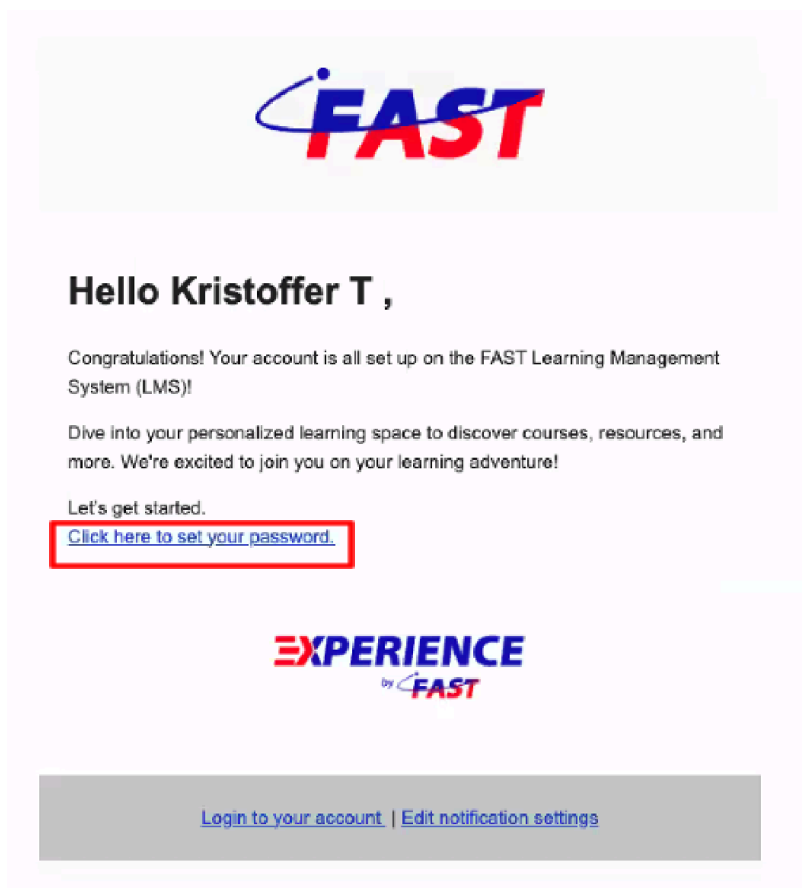 FAST
Hello Kristoffer T ,
Congratulations! Your account is all set up on the FAST Learning Management
System (LMS)!
Dive into your personalized learning space to discover courses, resources, and
more. We're excited to join you on your learning adventure!
Let's get started.
Click here to set your password.
EXPERIENCE
by FAST
Login to your account | Edit notification settings